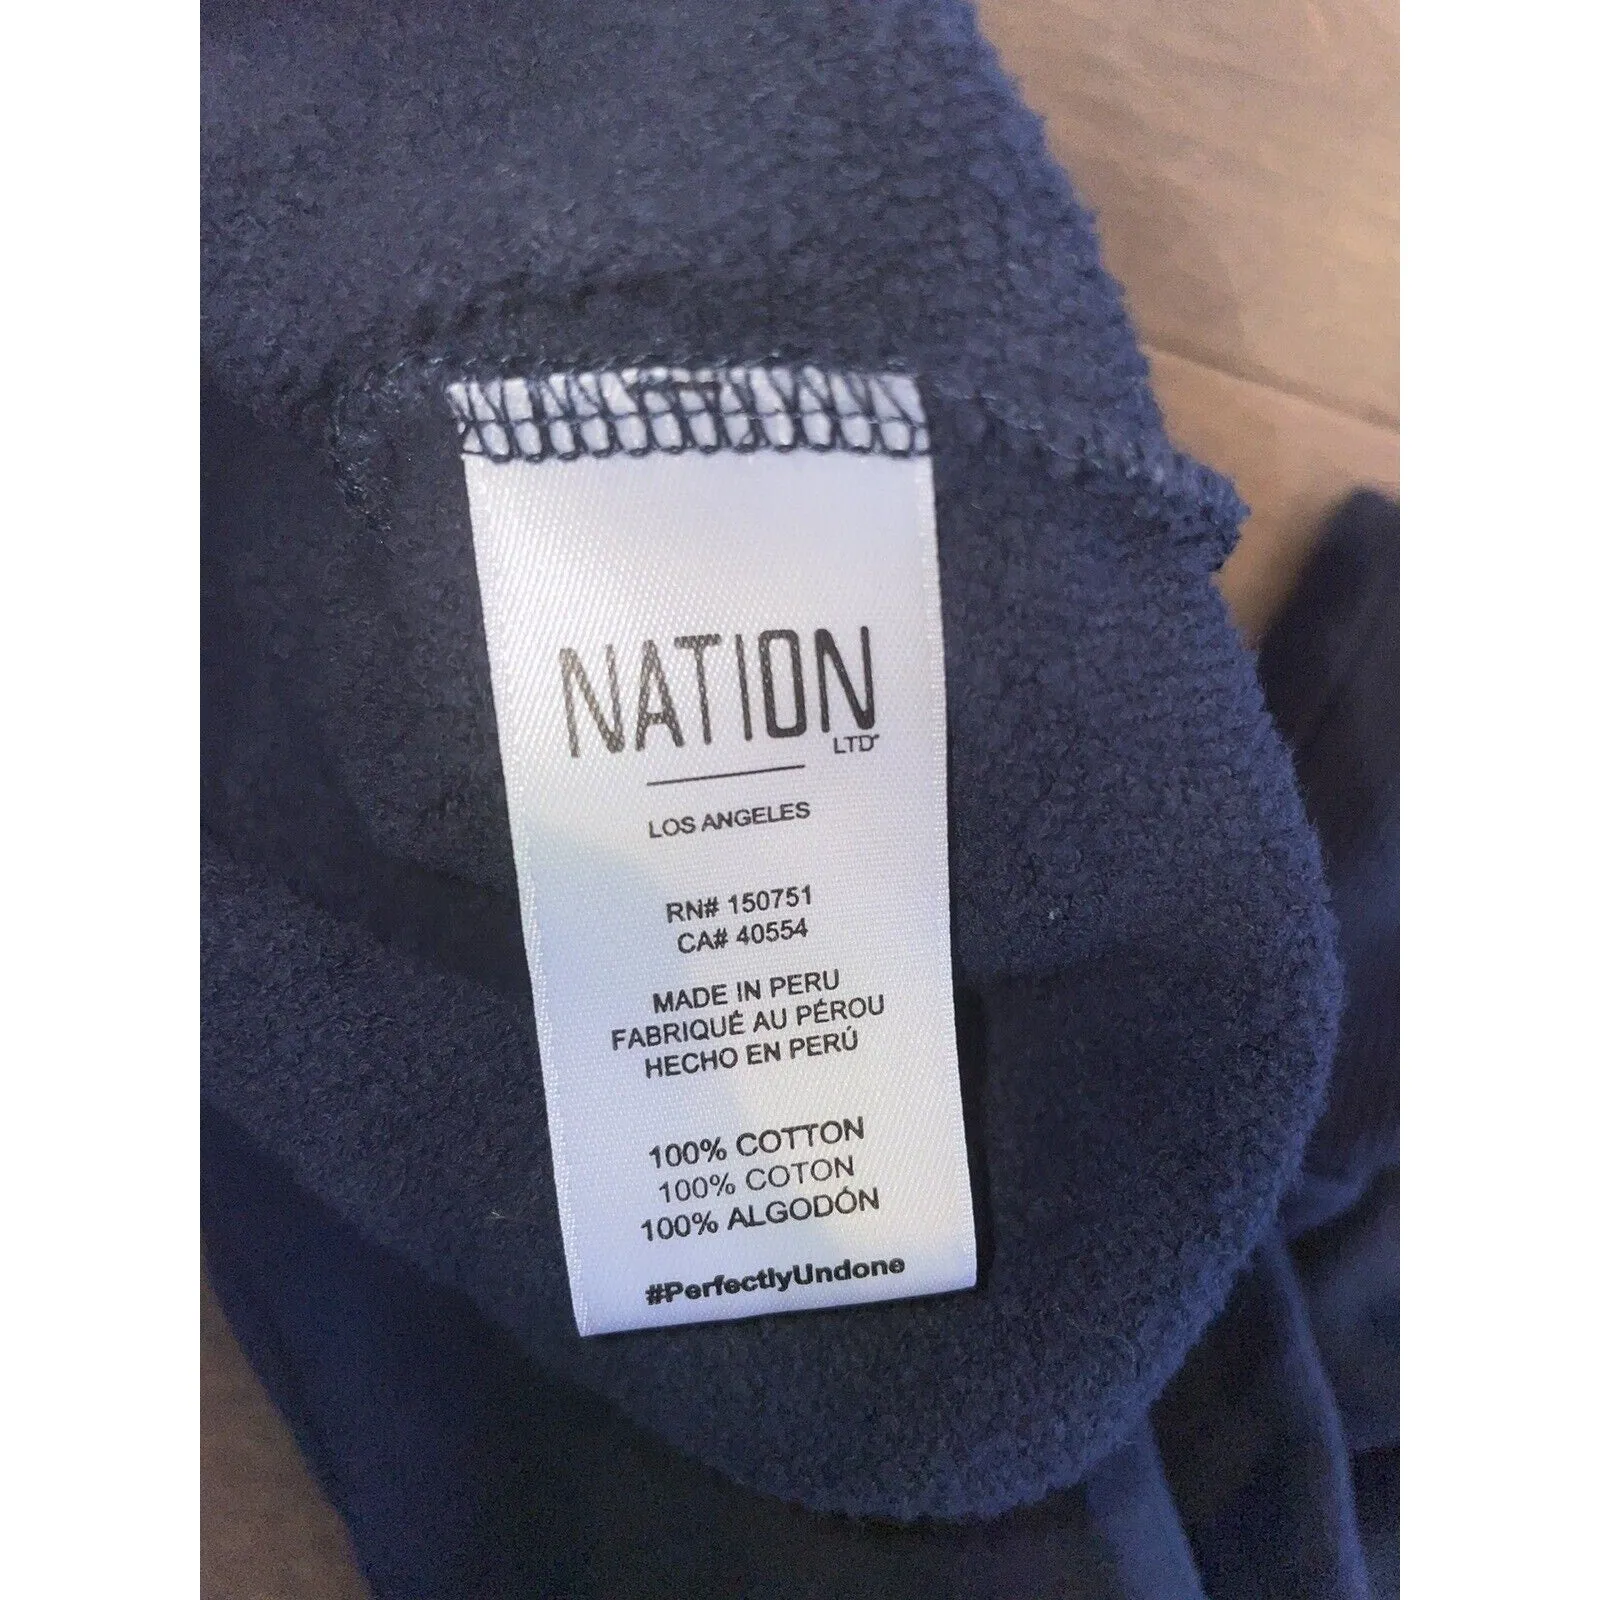 NATION
LTD
LOS ANGELES
RN# 150751
CA# 40554
MADE IN PERU
FABRIQUÉ AU PÉROU
HECHO EN PERÚ
100% COTTON
100% COTON
100% ALGODÓN
#PerfectlyUndone